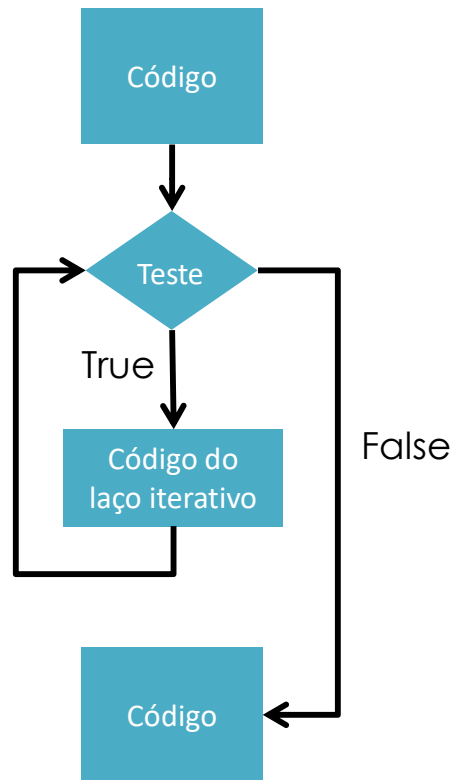 Código
Teste
True
False
Código do
laço iterativo
Código